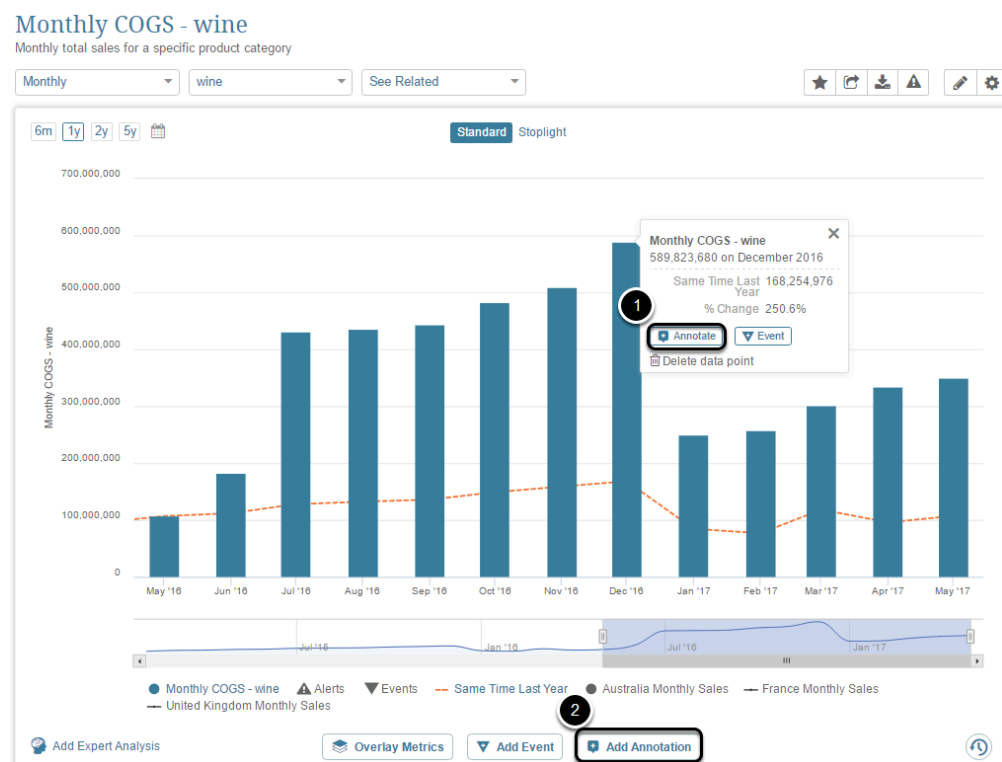 Monthly COGS - wine
Monthly total sales for a specific product category
Monthly wine See Related
6m 1y 2y 5y Standard Stoplight
700,000,000
600,000,000
500,000,000
400,000,000
300,000,000
200,000,000
100,000,000
0
Monthly COGS - wine
Monthly COGS - wine
589,823,680 on December 2016
Same Time Last Year 168,254,976
% Change 250.6%
1
Annotate Event
Delete data point
May '16 Jun '16 Jul '16 Aug '16 Sep '16 Oct '16 Nov '16 Dec '16 Jan '17 Feb '17 Mar '17 Apr '17 May '17
Jul '15 Jan '16 Jul '16 Jan '17
Monthly COGS - wine Alerts Events Same Time Last Year Australia Monthly Sales France Monthly Sales
United Kingdom Monthly Sales
2
Add Expert Analysis Overlay Metrics Add Event Add Annotation